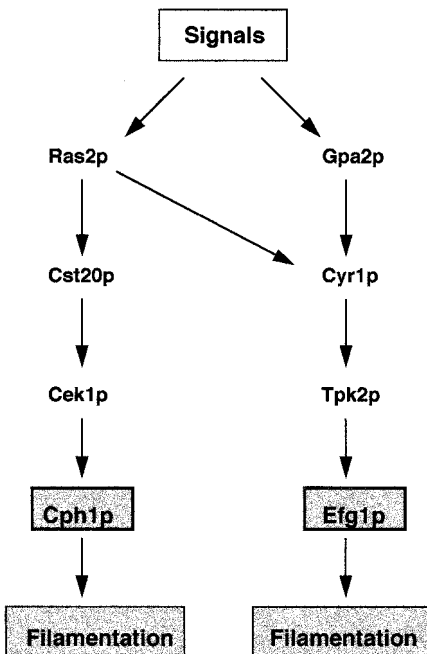 Signals
Ras2p
Gpa2p
Cst20p
Cyr1p
Cek1p
Tpk2p
Cph1p
Efg1p
Filamentation
Filamentation